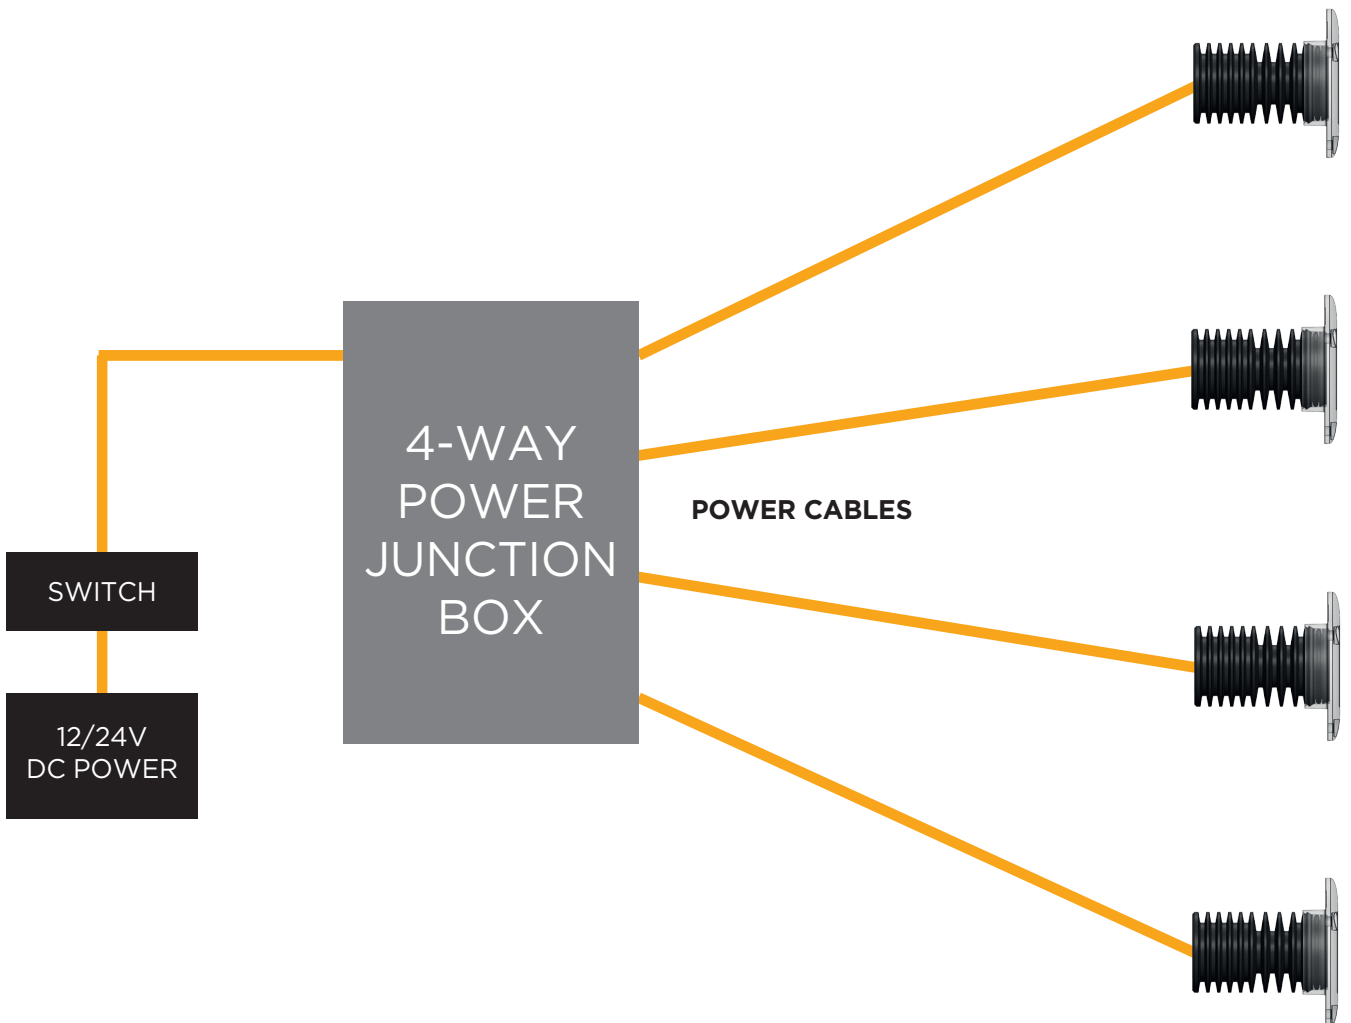 4-WAY
POWER
JUNCTION
BOX
POWER CABLES
SWITCH
12/24V
DC POWER